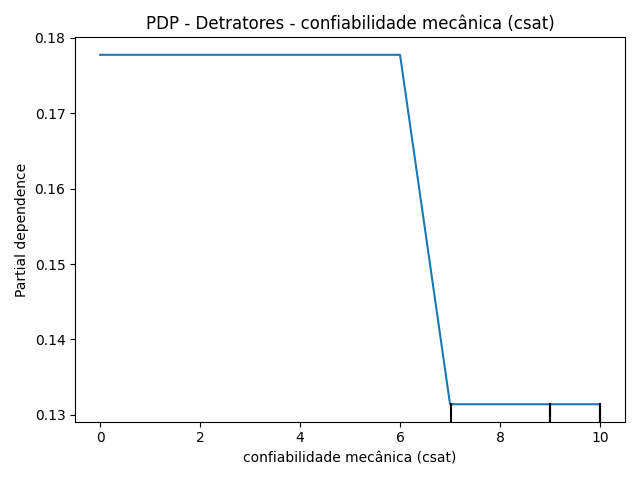 PDP - Detratores - confiabilidade mecânica (csat)
0.18
0.17
0.16
0.15
0.14
0.13
Partial dependence
0 2 4 6 8 10
confiabilidade mecânica (csat)